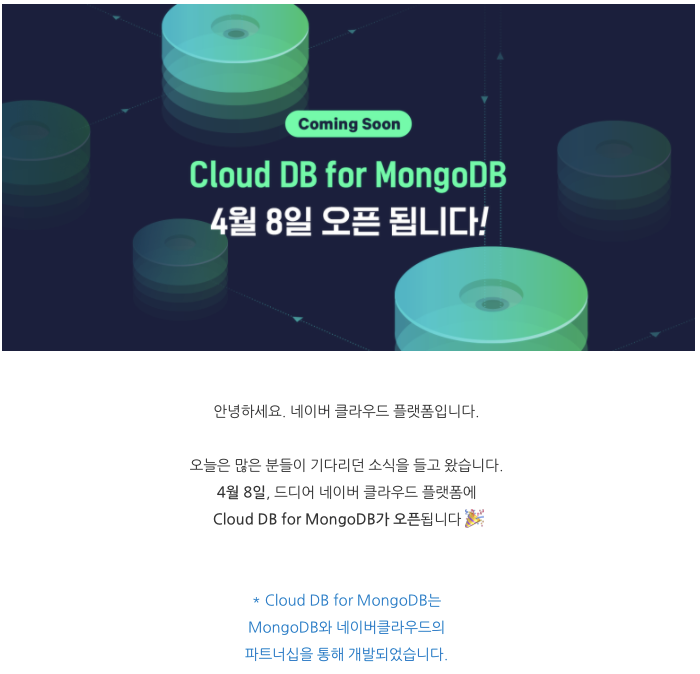 Coming Soon
Cloud DB for MongoDB
4월 8일 오픈 됩니다!
안녕하세요. 네이버 클라우드 플랫폼입니다.
오늘은 많은 분들이 기다리던 소식을 들고 왔습니다.
4월 8일, 드디어 네이버 클라우드 플랫폼에
Cloud DB for MongoDB가 오픈됩니다 🎉
* Cloud DB for MongoDB는
MongoDB와 네이버클라우드의
파트너십을 통해 개발되었습니다.